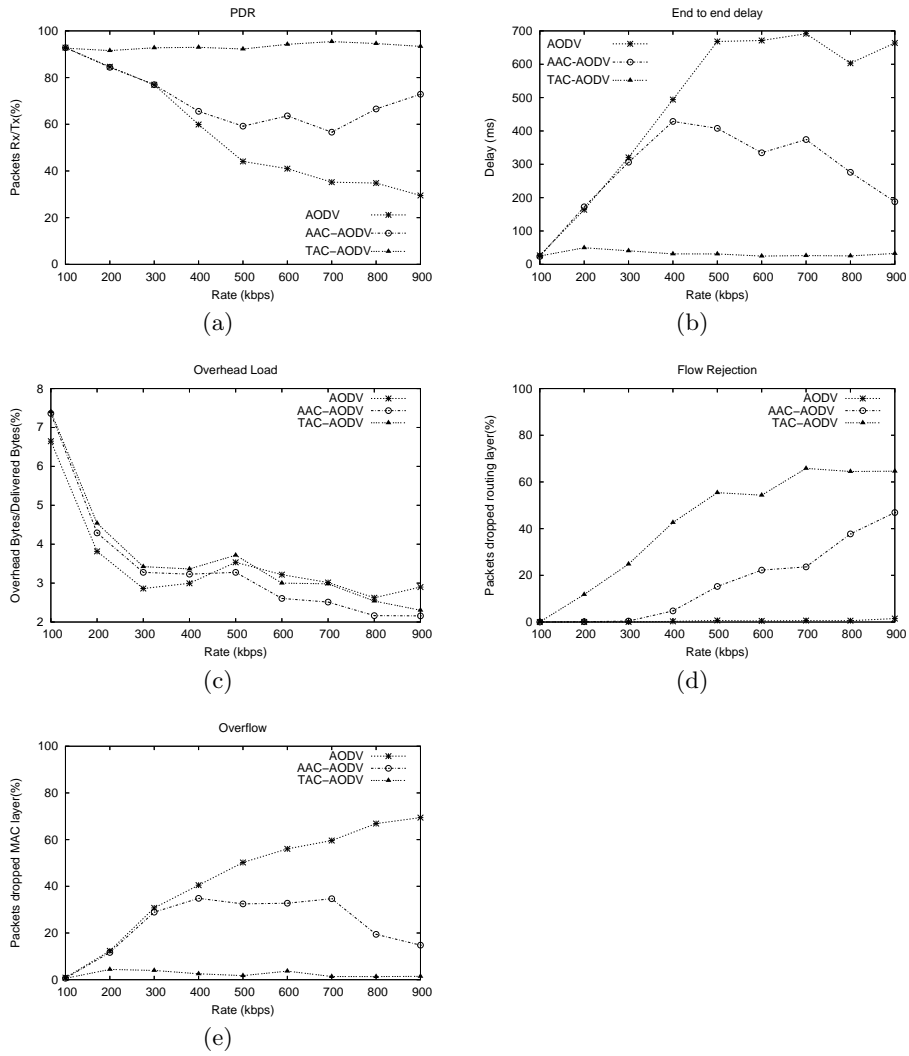 PDR
100
80
60
40
20
0
Packets Rx/Tx(%)
AODV
AAC−AODV
TAC−AODV
100 200 300 400 500 600 700 800 900
Rate (kbps)
(a)
End to end delay
700
600
500
400
300
200
100
0
Delay (ms)
AODV
AAC−AODV
TAC−AODV
100 200 300 400 500 600 700 800 900
Rate (kbps)
(b)
Overhead Load
8
7
6
5
4
3
2
Overhead Bytes/Delivered Bytes(%)
AODV
AAC−AODV
TAC−AODV
100 200 300 400 500 600 700 800 900
Rate (kbps)
(c)
Flow Rejection
100
80
60
40
20
0
Packets dropped routing layer(%)
AODV
AAC−AODV
TAC−AODV
100 200 300 400 500 600 700 800 900
Rate (kbps)
(d)
Overflow
100
80
60
40
20
0
Packets dropped MAC layer(%)
AODV
AAC−AODV
TAC−AODV
100 200 300 400 500 600 700 800 900
Rate (kbps)
(e)